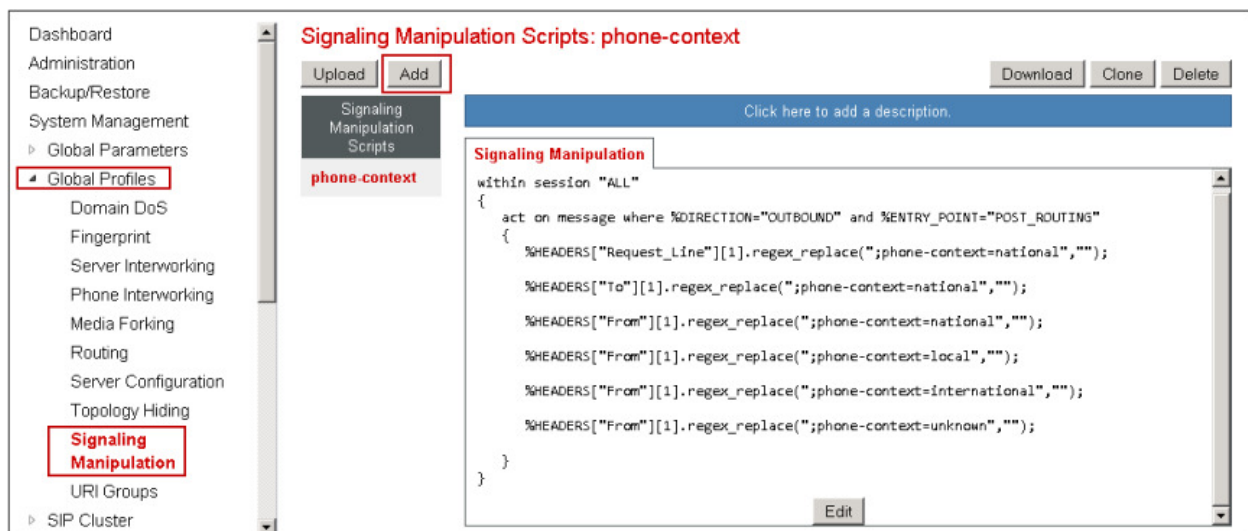 Dashboard
Administration
Backup/Restore
System Management
Global Parameters
Global Profiles
Domain DoS
Fingerprint
Server Interworking
Phone Interworking
Media Forking
Routing
Server Configuration
Topology Hiding
Signaling
Manipulation
URI Groups
SIP Cluster
Signaling Manipulation Scripts: phone-context
Upload Add Download Clone Delete
Signaling
Manipulation
Scripts
phone-context
Click here to add a description.
Signaling Manipulation
within session "ALL"
{
act on message where %DIRECTION="OUTBOUND" and %ENTRY_POINT="POST_ROUTING"
{
%HEADERS["Request_Line"][1].regex_replace(";phone-context=national","");
%HEADERS["To"][1].regex_replace(";phone-context=national","");
%HEADERS["From"][1].regex_replace(";phone-context=national","");
%HEADERS["From"][1].regex_replace(";phone-context=local","");
%HEADERS["From"][1].regex_replace(";phone-context=international","");
%HEADERS["From"][1].regex_replace(";phone-context=unknown","");
}
}
Edit